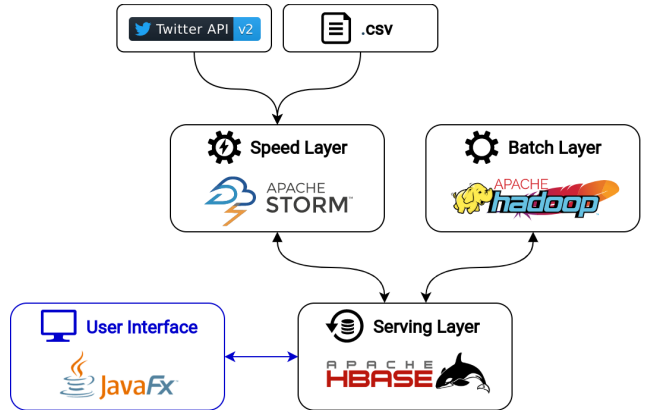 Twitter API v2
.csv
Speed Layer
APACHE
STORM
Batch Layer
APACHE
hadoop
User Interface
JavaFx
Serving Layer
APACHE
HBASE